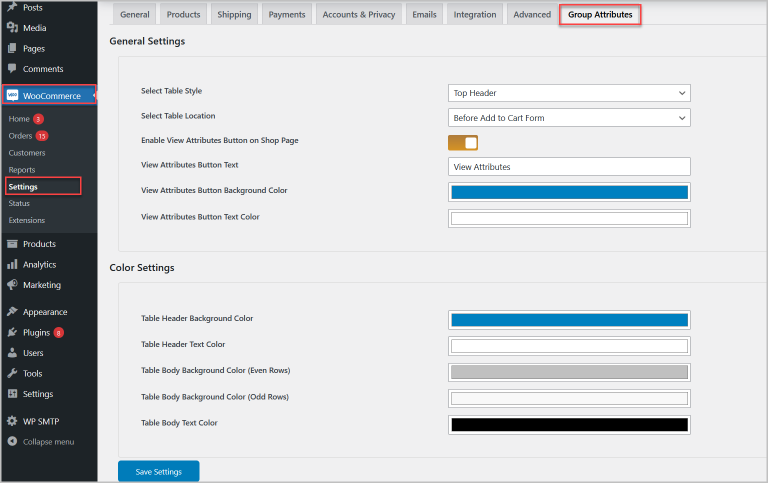 Posts
Media
Pages
Comments
WooCommerce
Home 3
Orders 15
Customers
Reports
Settings
Status
Extensions
Products
Analytics
Marketing
Appearance
Plugins 8
Users
Tools
Settings
WP SMTP
Collapse menu
General Products Shipping Payments Accounts & Privacy Emails Integration Advanced Group Attributes
General Settings
Select Table Style Top Header
Select Table Location Before Add to Cart Form
Enable View Attributes Button on Shop Page
View Attributes Button Text View Attributes
View Attributes Button Background Color
View Attributes Button Text Color
Color Settings
Table Header Background Color
Table Header Text Color
Table Body Background Color (Even Rows)
Table Body Background Color (Odd Rows)
Table Body Text Color
Save Settings